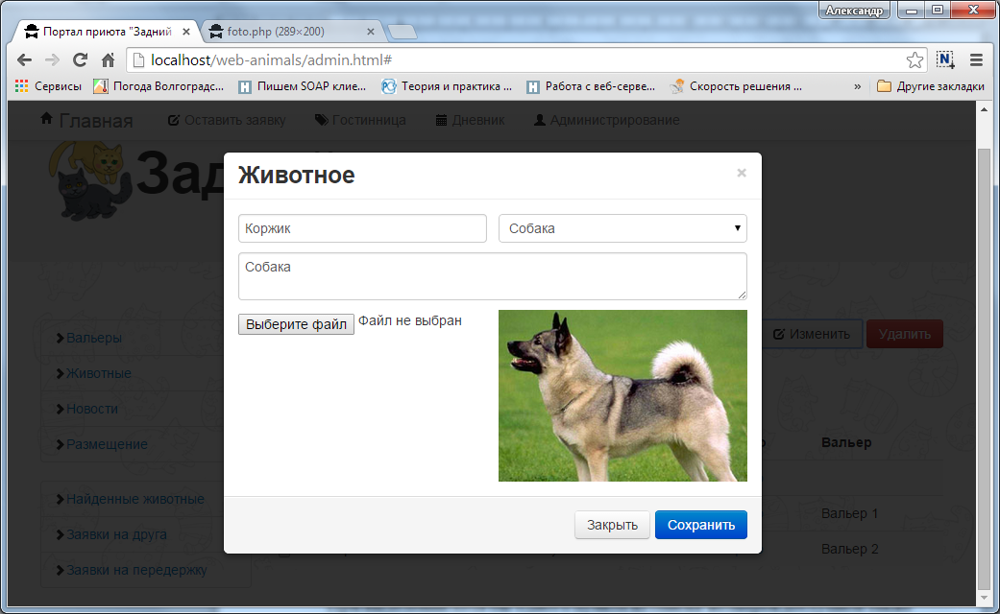 Александр
Портал приюта "Задний
foto.php (289×200)
localhost/web-animals/admin.html#
Сервисы
Погода Волгоградс...
Пишем SOAP клие...
Теория и практика ...
Работа с веб-серве...
Скорость решения ...
»
Другие закладки
Главная
Оставить заявку
Гостинница
Дневник
Администрирование
Зад
Животное
×
Коржик
Собака
Собака
Выберите файл
Файл не выбран
Закрыть
Сохранить
Вальеры
Животные
Новости
Размещение
Найденные животные
Заявки на друга
Заявки на передержку
Изменить
Удалить
Вальер
Вальер 1
Вальер 2